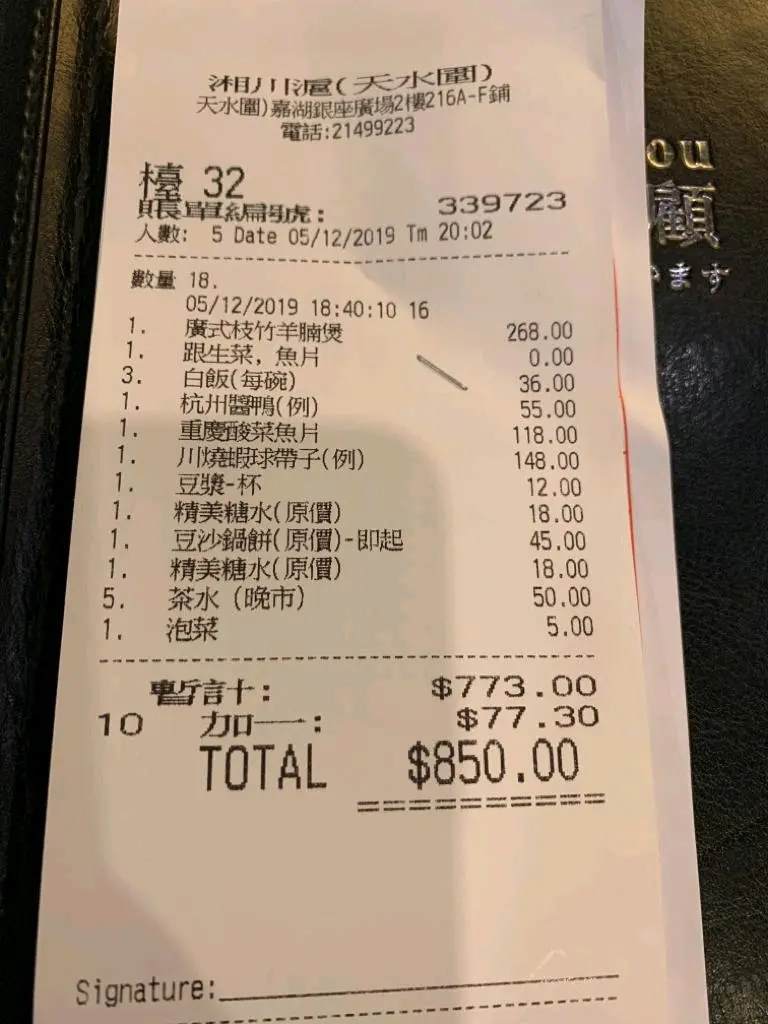 湘川滬(天水圍)
天水圍)嘉湖銀座廣場2樓216A-F鋪
電話:21499223
檯 32
賬單編號: 339723
人數: 5 Date 05/12/2019 Tm 20:02
數量 18.
05/12/2019 18:40:10 16
1. 廣式枝竹羊腩煲 268.00
1. 跟生菜, 魚片 0.00
3. 白飯(每碗) 36.00
1. 杭州醬鴨(例) 55.00
1. 重慶酸菜魚片 118.00
1. 川燒蝦球帶子(例) 148.00
1. 豆漿-杯 12.00
1. 精美糖水(原價) 18.00
1. 豆沙鍋餅(原價)-即起 45.00
1. 精美糖水(原價) 18.00
5. 茶水 (晚市) 50.00
1. 泡菜 5.00
暫計: $773.00
10 加一: $77.30
TOTAL $850.00
Signature:
ou
顧
ます